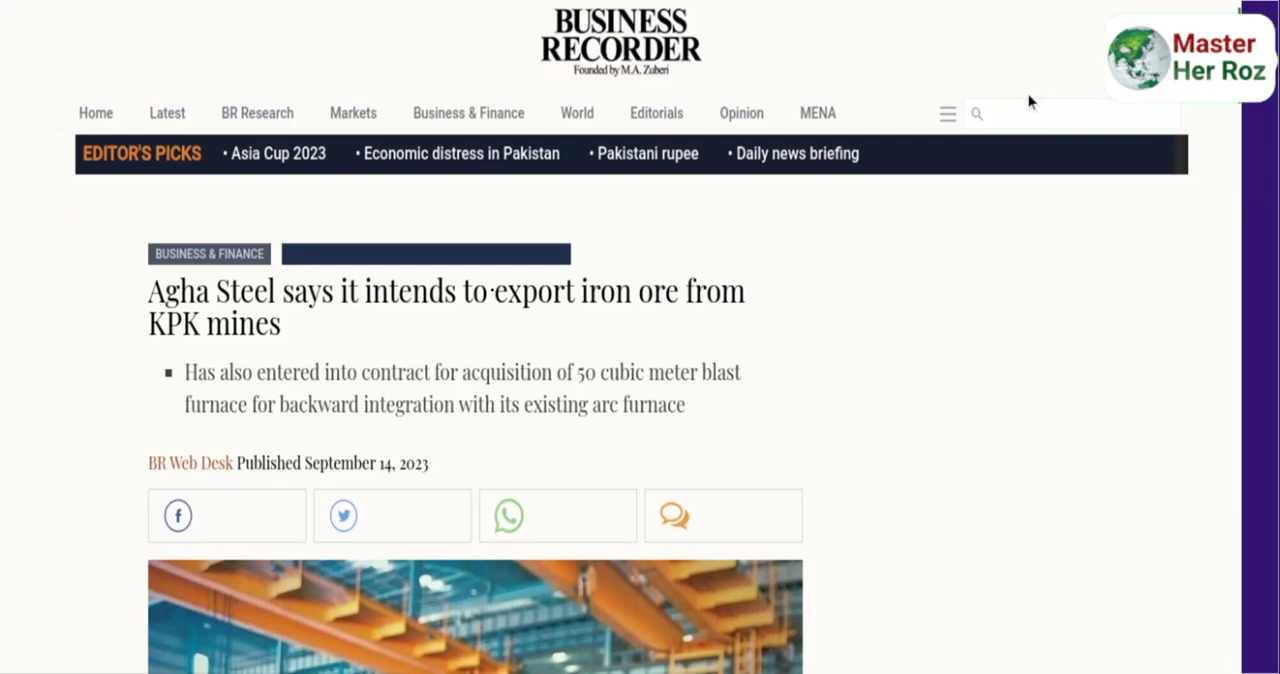 BUSINESS
RECORDER
Founded by M.A. Zuberi
Master
Her Roz
Home Latest BR Research Markets Business & Finance World Editorials Opinion MENA
EDITOR'S PICKS • Asia Cup 2023 • Economic distress in Pakistan • Pakistani rupee • Daily news briefing
BUSINESS & FINANCE
Agha Steel says it intends to export iron ore from
KPK mines
▪ Has also entered into contract for acquisition of 50 cubic meter blast
furnace for backward integration with its existing arc furnace
BR Web Desk Published September 14, 2023